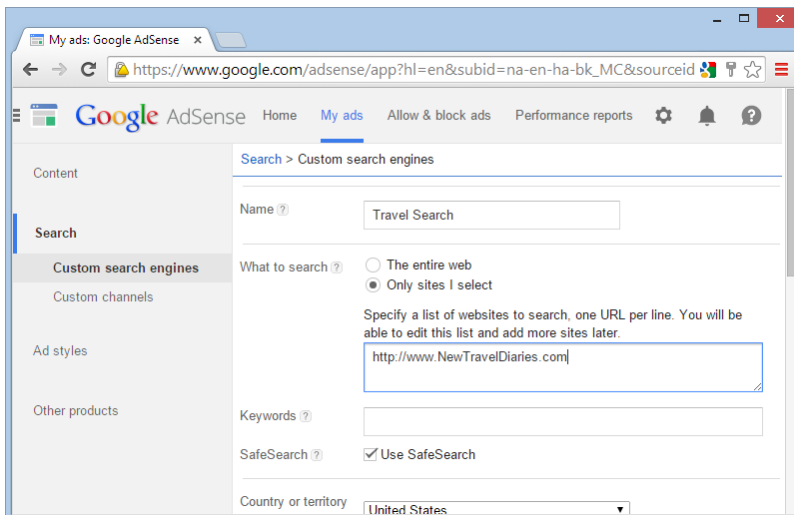 My ads: Google AdSense
https://www.google.com/adsense/app?hl=en&subid=na-en-ha-bk_MC&sourceid
Google AdSense Home My ads Allow & block ads Performance reports
Search > Custom search engines
Content
Name ?
Travel Search
Search
Custom search engines
What to search ?
The entire web
Only sites I select
Custom channels
Specify a list of websites to search, one URL per line. You will be
able to edit this list and add more sites later.
Ad styles
http://www.NewTravelDiaries.com
Other products
Keywords ?
SafeSearch ?
Use SafeSearch
Country or territory
United States